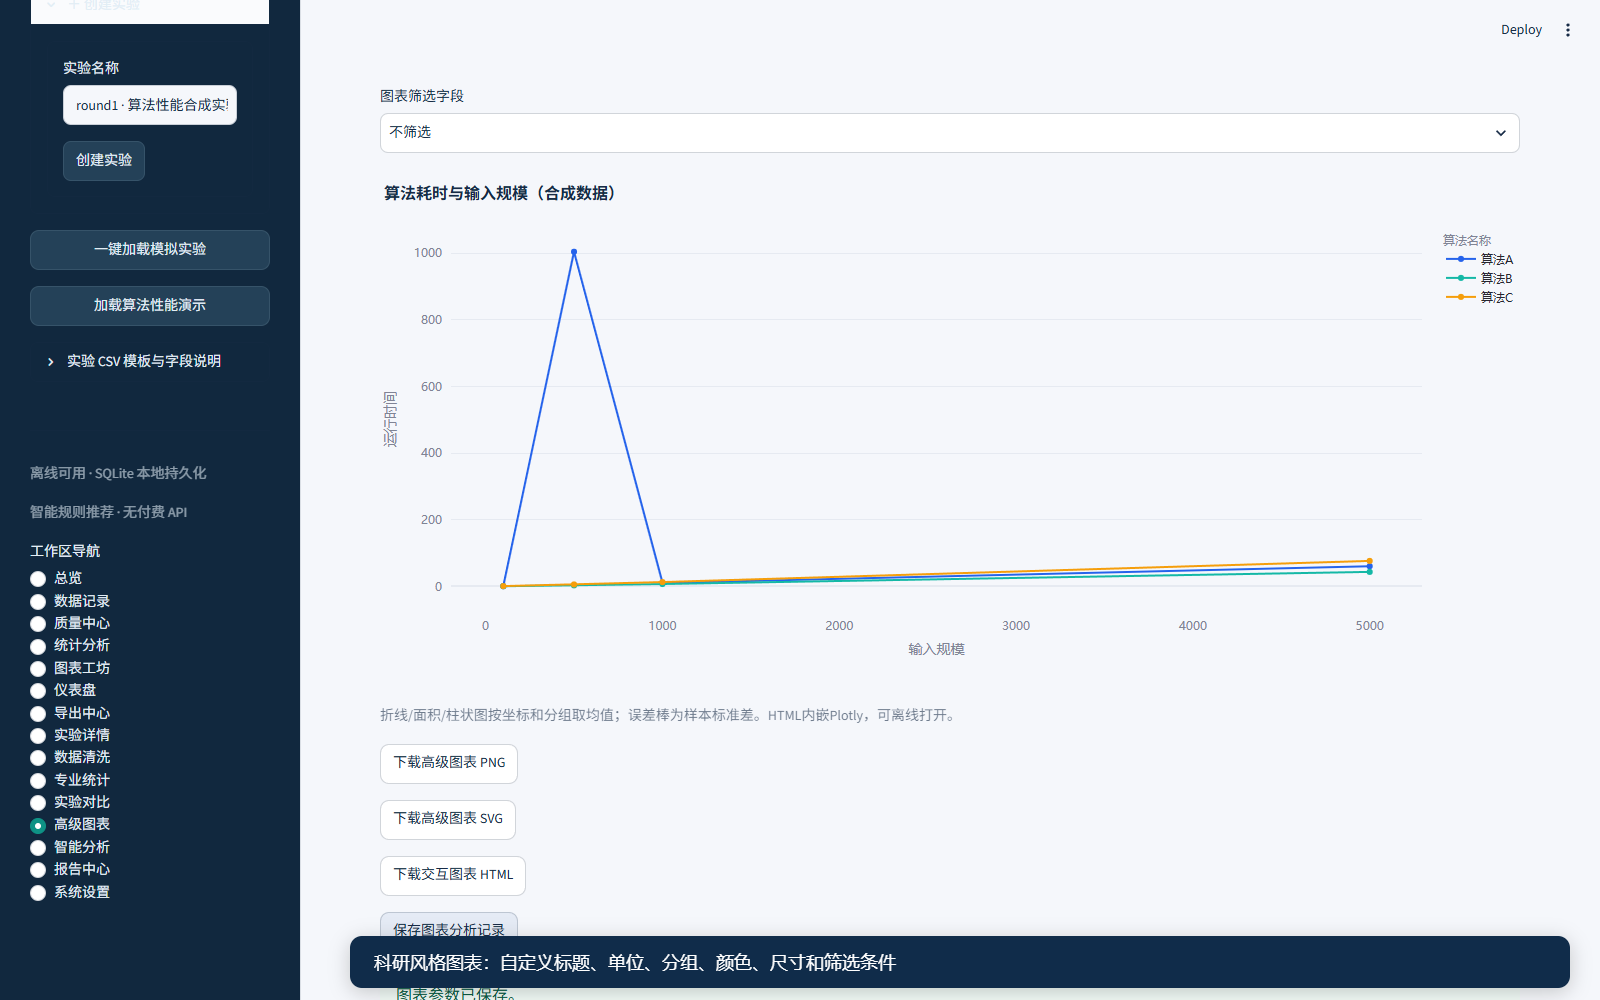 + 创建实验
实验名称
round1 · 算法性能合成实
创建实验
一键加载模拟实验
加载算法性能演示
实验 CSV 模板与字段说明
离线可用 · SQLite 本地持久化
智能规则推荐 · 无付费 API
工作区导航
总览
数据记录
质量中心
统计分析
图表工坊
仪表盘
导出中心
实验详情
数据清洗
专业统计
实验对比
高级图表
智能分析
报告中心
系统设置
Deploy
图表筛选字段
不筛选
算法耗时与输入规模（合成数据）
算法名称
算法A
算法B
算法C
1000
800
600
400
200
0
运行时间
0
1000
2000
3000
4000
5000
输入规模
折线/面积/柱状图按坐标和分组取均值；误差棒为样本标准差。HTML内嵌Plotly，可离线打开。
下载高级图表 PNG
下载高级图表 SVG
下载交互图表 HTML
保存图表分析记录
科研风格图表：自定义标题、单位、分组、颜色、尺寸和筛选条件
图表参数已保存。